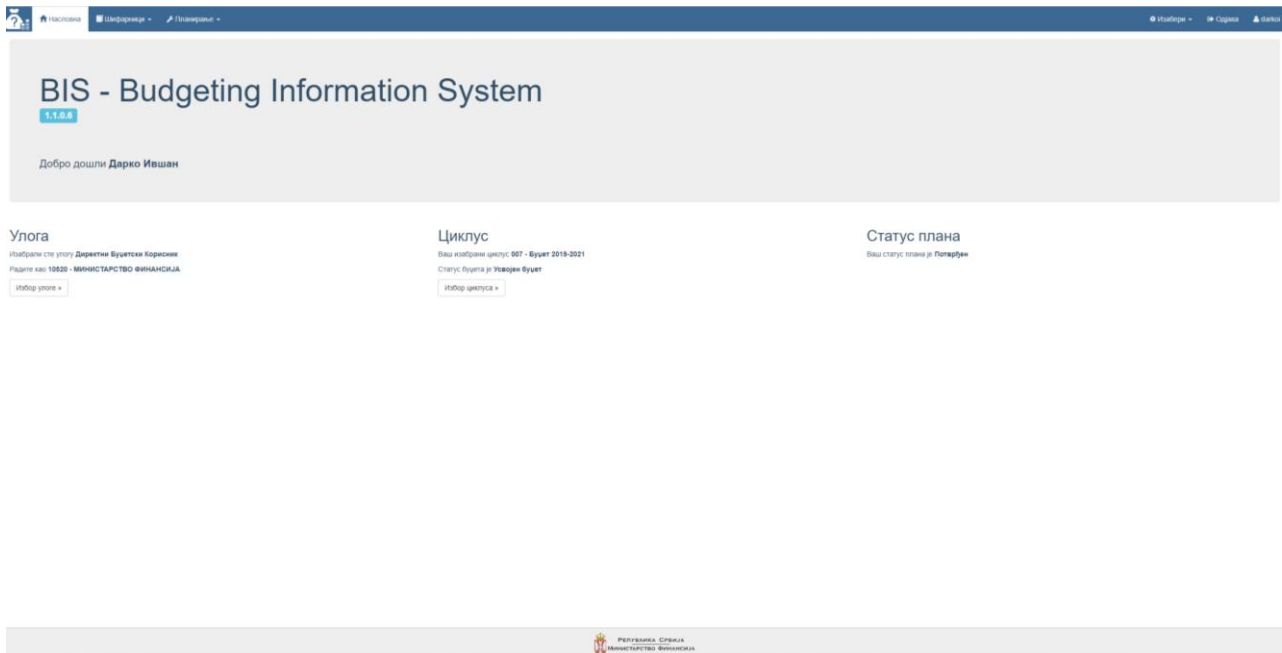 Насловна Шифарници Планирање Изабери Одјава darkoi
BIS - Budgeting Information System
1.1.0.6
Добро дошли Дарко Ившан
Улога
Изабрали сте улогу Директни Буџетски Корисник
Радите као 10520 - МИНИСТАРСТВО ФИНАНСИЈА
Избор улоге »
Циклус
Ваш изабрани циклус 007 - Буџет 2019-2021
Статус буџета је Усвојен буџет
Избор циклуса »
Статус плана
Ваш статус плана је Потврђен
РЕПУБЛИКА СРБИЈА
МИНИСТАРСТВО ФИНАНСИЈА